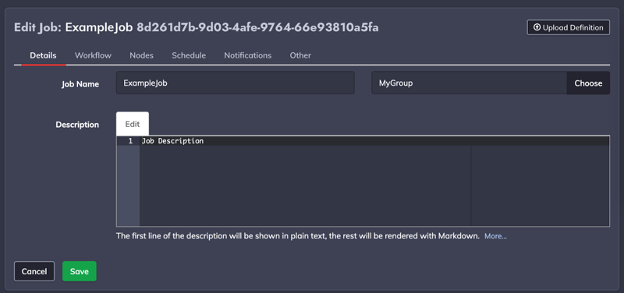 Edit Job: ExampleJob 8d261d7b-9d03-4afe-9764-66e93810a5fa
Upload Definition
Details Workflow Nodes Schedule Notifications Other
Job Name ExampleJob MyGroup Choose
Description Edit
1 Job Description
The first line of the description will be shown in plain text, the rest will be rendered with Markdown. More...
Cancel Save